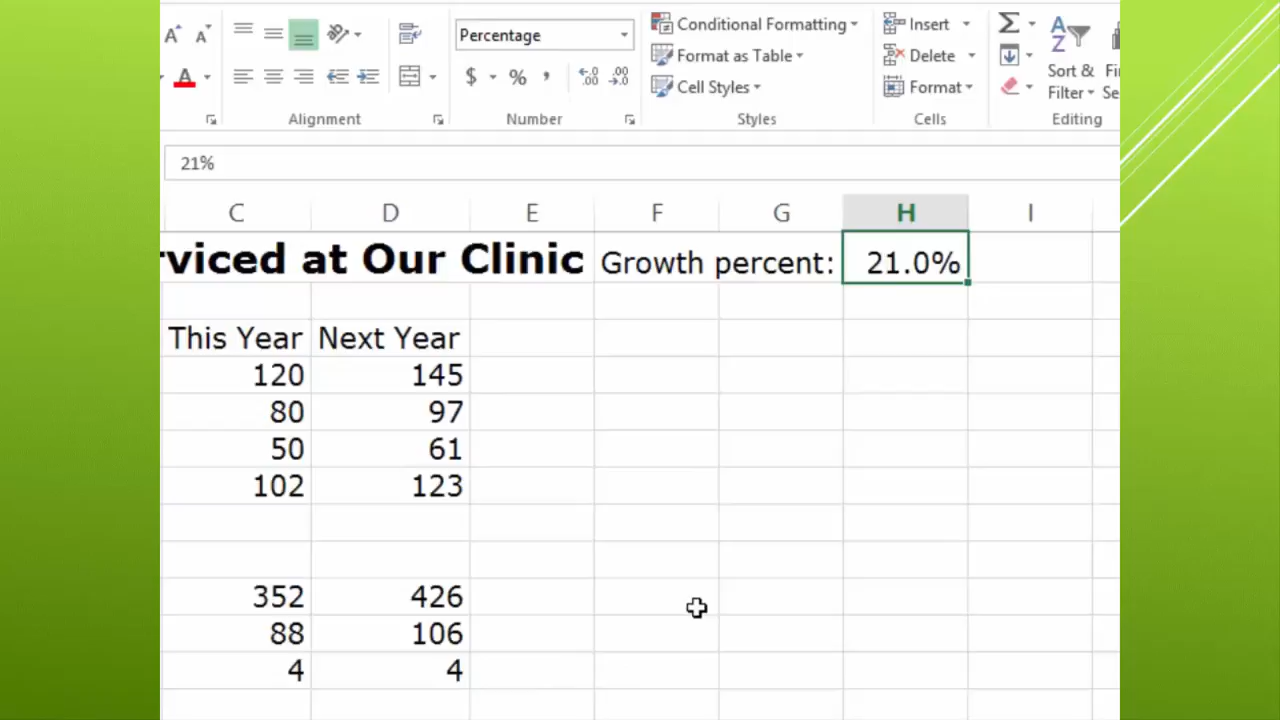 Percentage
Conditional Formatting
Insert
Format as Table
Delete
Sort &
Cell Styles
Format
Filter
$ % ,
.00
.00
A A
A
Alignment
Number
Styles
Cells
Editing
21%
C D E F G H I
rviced at Our Clinic Growth percent: 21.0%
This Year Next Year
120 145
80 97
50 61
102 123
352 426
88 106
4 4